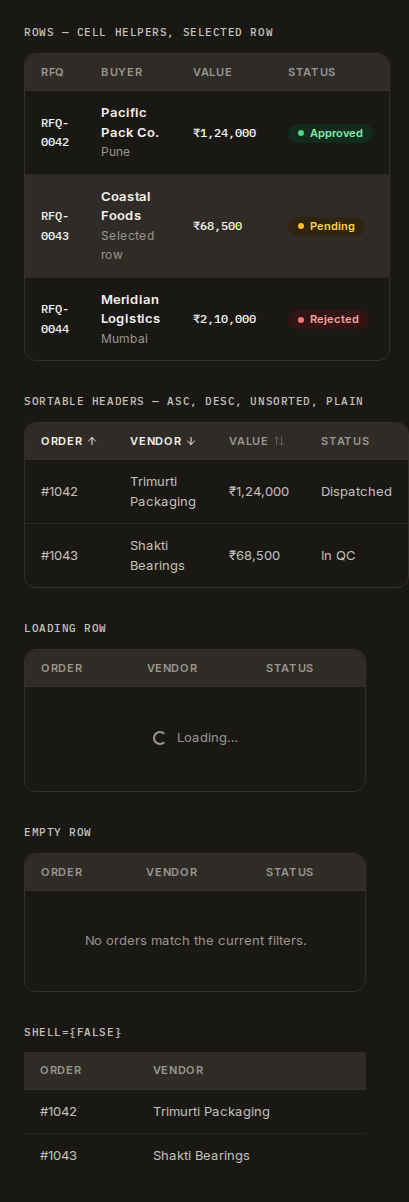 ROWS — CELL HELPERS, SELECTED ROW
RFQ BUYER VALUE STATUS
RFQ-0042 Pacific Pack Co. Pune ₹1,24,000 Approved
RFQ-0043 Coastal Foods Selected row ₹68,500 Pending
RFQ-0044 Meridian Logistics Mumbai ₹2,10,000 Rejected
SORTABLE HEADERS — ASC, DESC, UNSORTED, PLAIN
ORDER ↑ VENDOR ↓ VALUE ↑↓ STATUS
#1042 Trimurti Packaging ₹1,24,000 Dispatched
#1043 Shakti Bearings ₹68,500 In QC
LOADING ROW
ORDER VENDOR STATUS
Loading…
EMPTY ROW
ORDER VENDOR STATUS
No orders match the current filters.
SHELL={FALSE}
ORDER VENDOR
#1042 Trimurti Packaging
#1043 Shakti Bearings